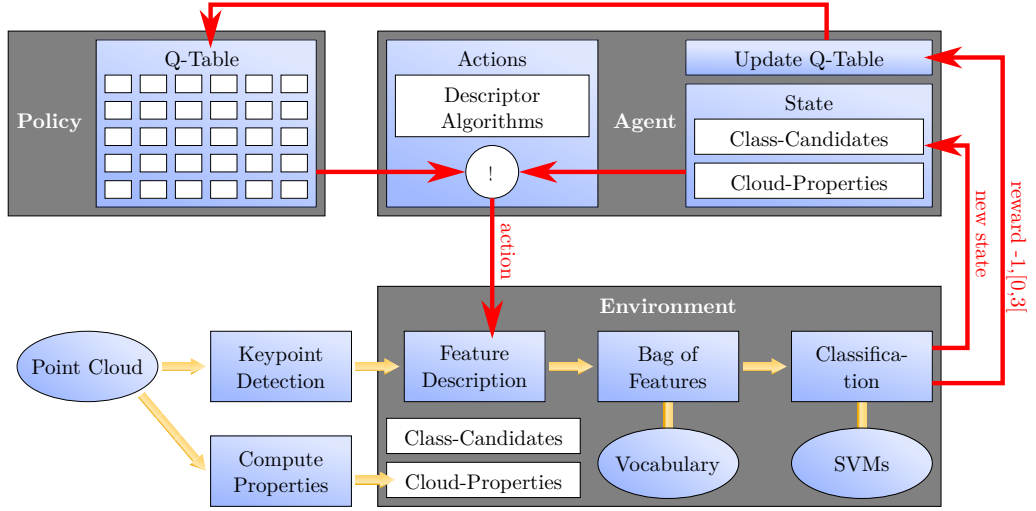 Q-Table
Policy
Actions
Descriptor
Algorithms
!
Agent
Update Q-Table
State
Class-Candidates
Cloud-Properties
action
new state
reward -1,[0,3[
Environment
Point Cloud
Keypoint
Detection
Feature
Description
Bag of
Features
Classifica-
tion
Compute
Properties
Class-Candidates
Cloud-Properties
Vocabulary
SVMs